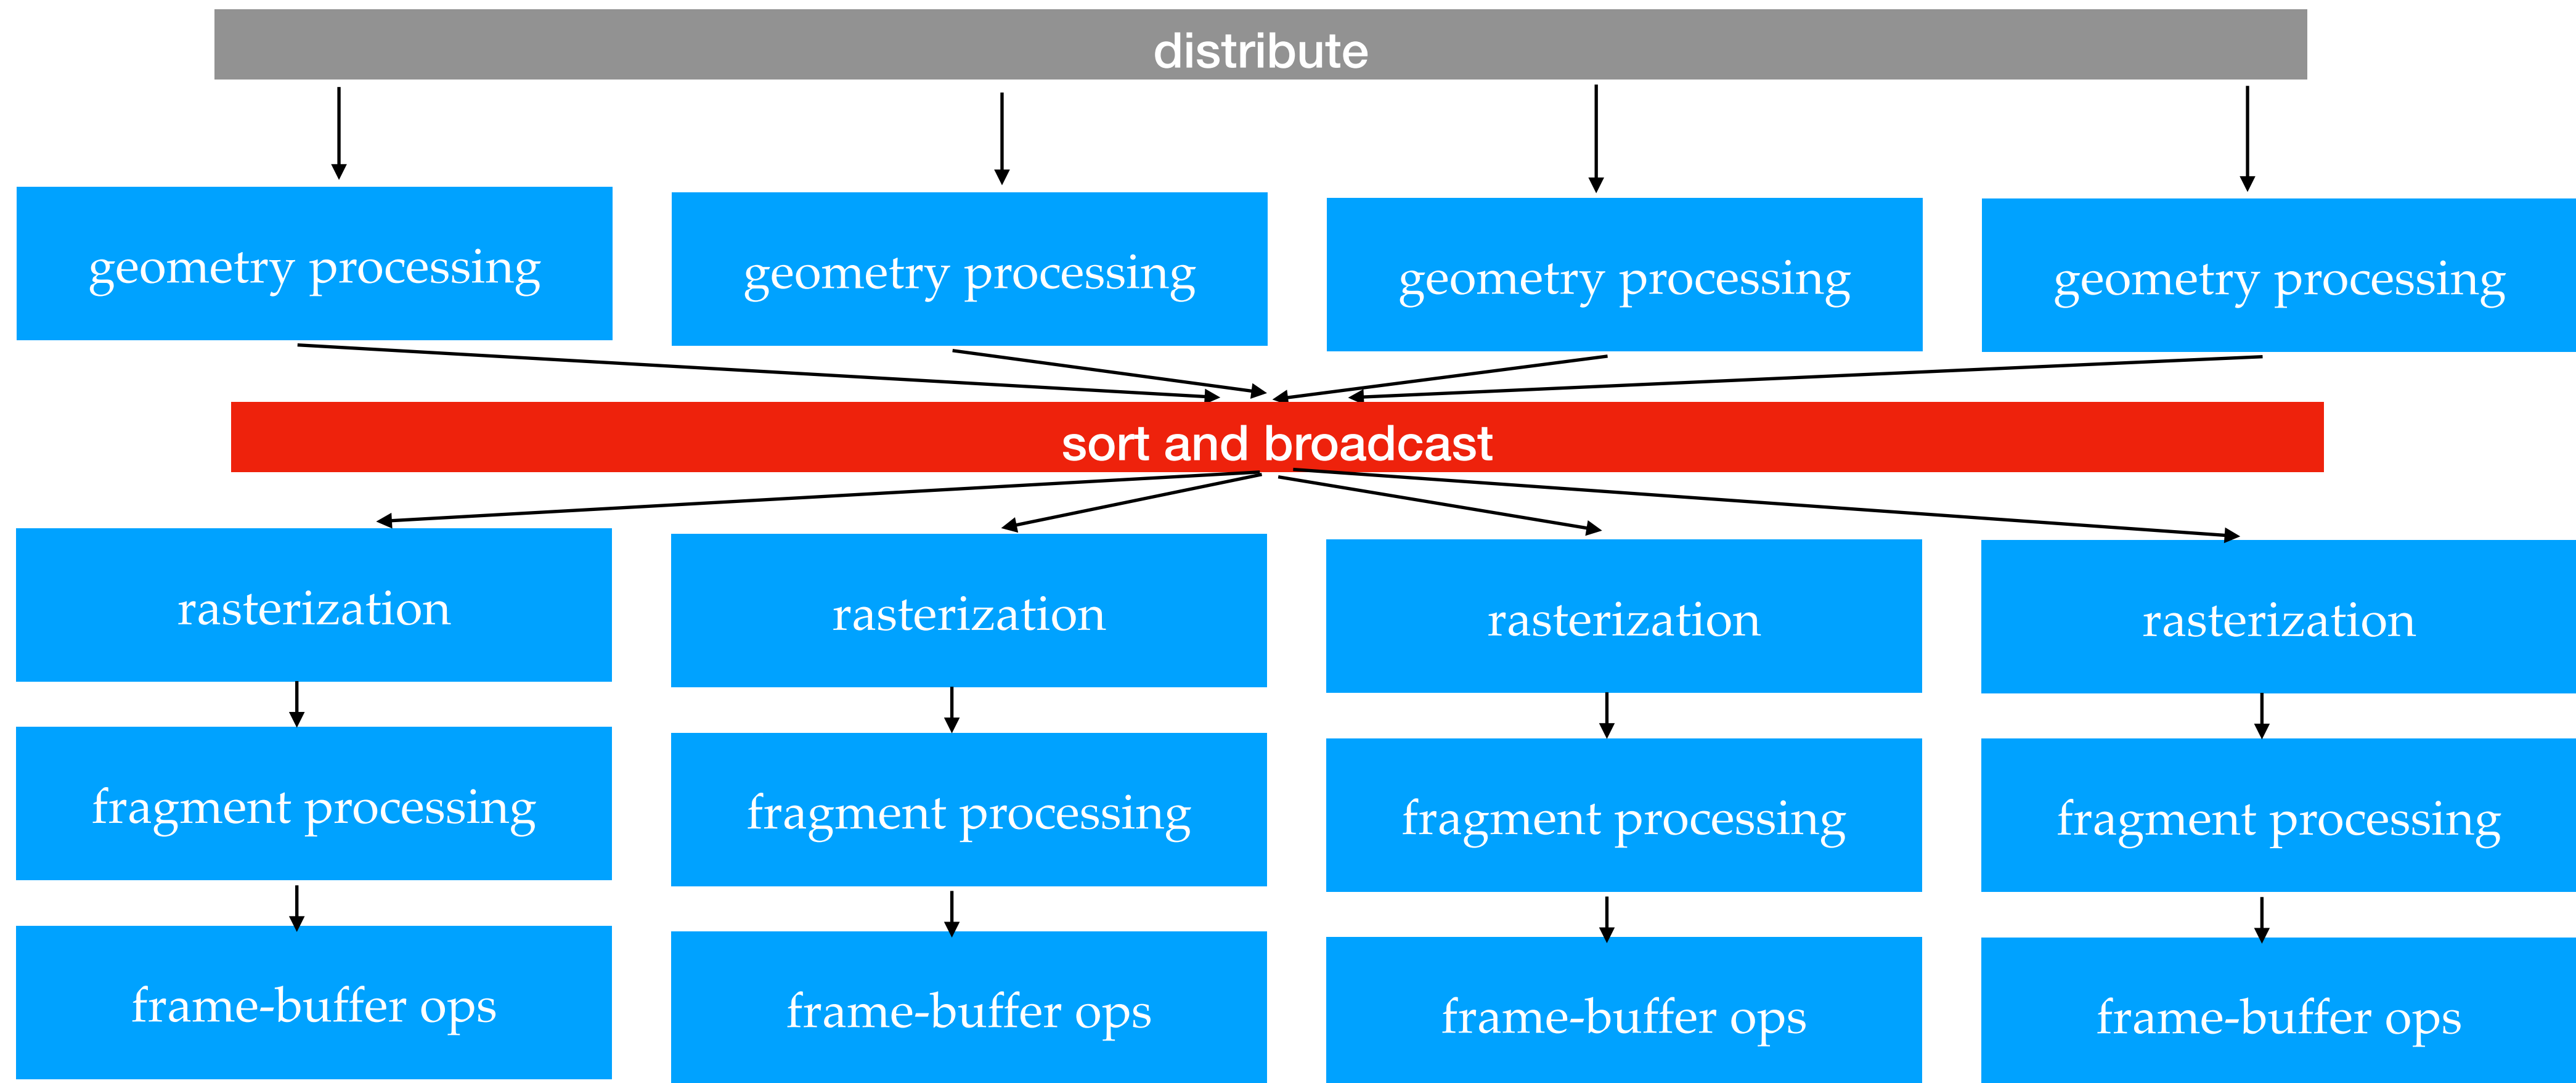 distribute
geometry processing
geometry processing
geometry processing
geometry processing
sort and broadcast
rasterization
rasterization
rasterization
rasterization
fragment processing
fragment processing
fragment processing
fragment processing
frame-buffer ops
frame-buffer ops
frame-buffer ops
frame-buffer ops